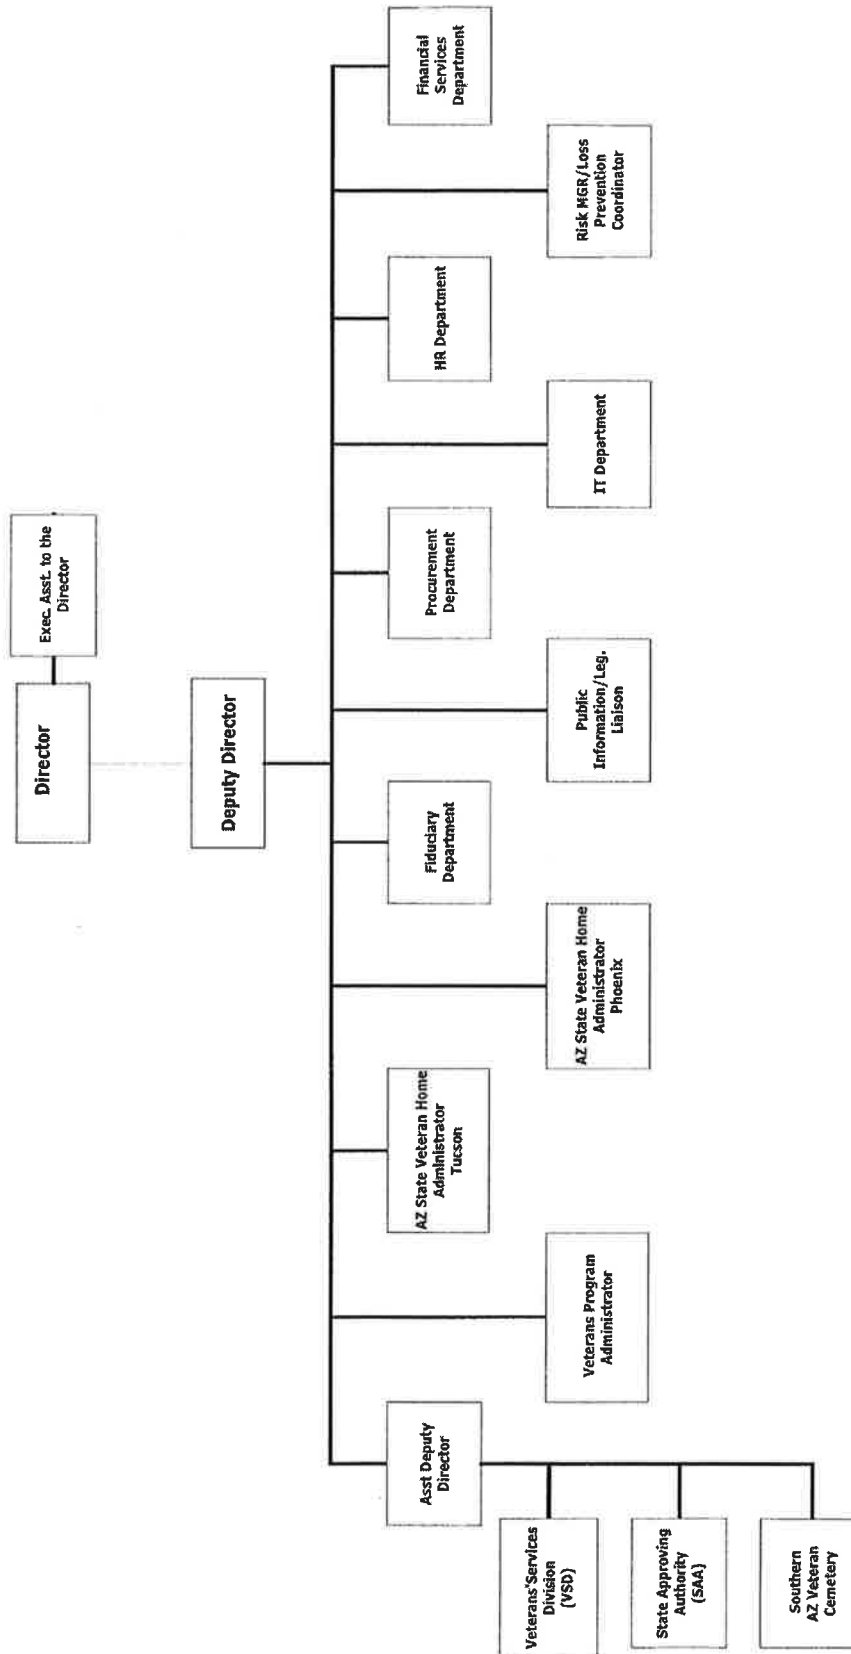 Director
Exec. Asst. to the
Director
Deputy Director
Asst Deputy
Director
Veterans Program
Administrator
AZ State Veteran Home
Administrator
Tucson
AZ State Veteran Home
Administrator
Phoenix
Fiduciary
Department
Public
Information/Leg.
Liaison
Procurement
Department
IT Department
HR Department
Risk MGR/Loss
Prevention
Coordinator
Financial
Services
Department
Veterans'Services
Division
(VSD)
State Approving
Authority
(SAA)
Southern
AZ Veteran
Cemetery